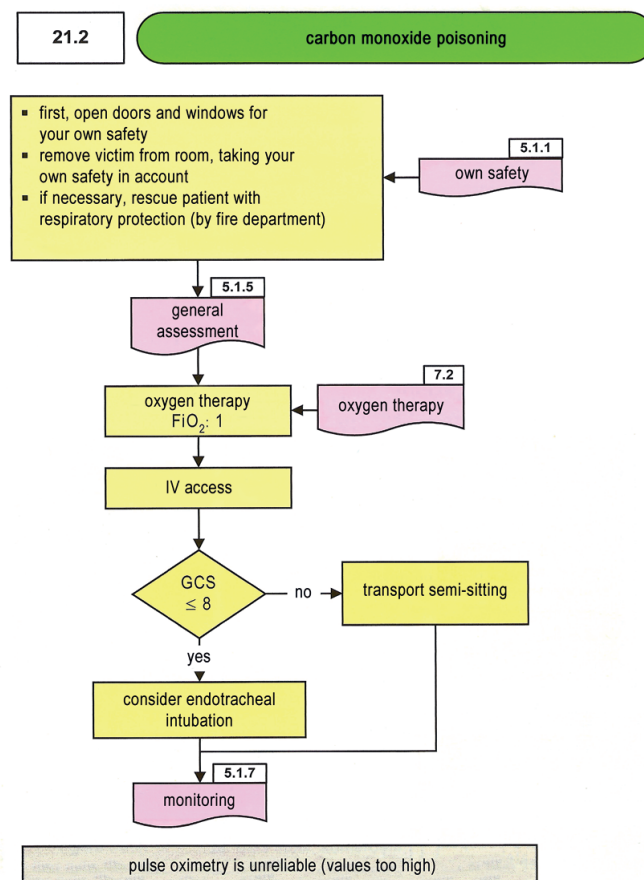 21.2
carbon monoxide poisoning
▪ first, open doors and windows for
your own safety
▪ remove victim from room, taking your
own safety in account
▪ if necessary, rescue patient with
respiratory protection (by fire department)
5.1.1
own safety
5.1.5
general
assessment
oxygen therapy
FiO₂: 1
7.2
oxygen therapy
IV access
GCS
≤ 8
no
transport semi-sitting
yes
consider endotracheal
intubation
5.1.7
monitoring
pulse oximetry is unreliable (values too high)